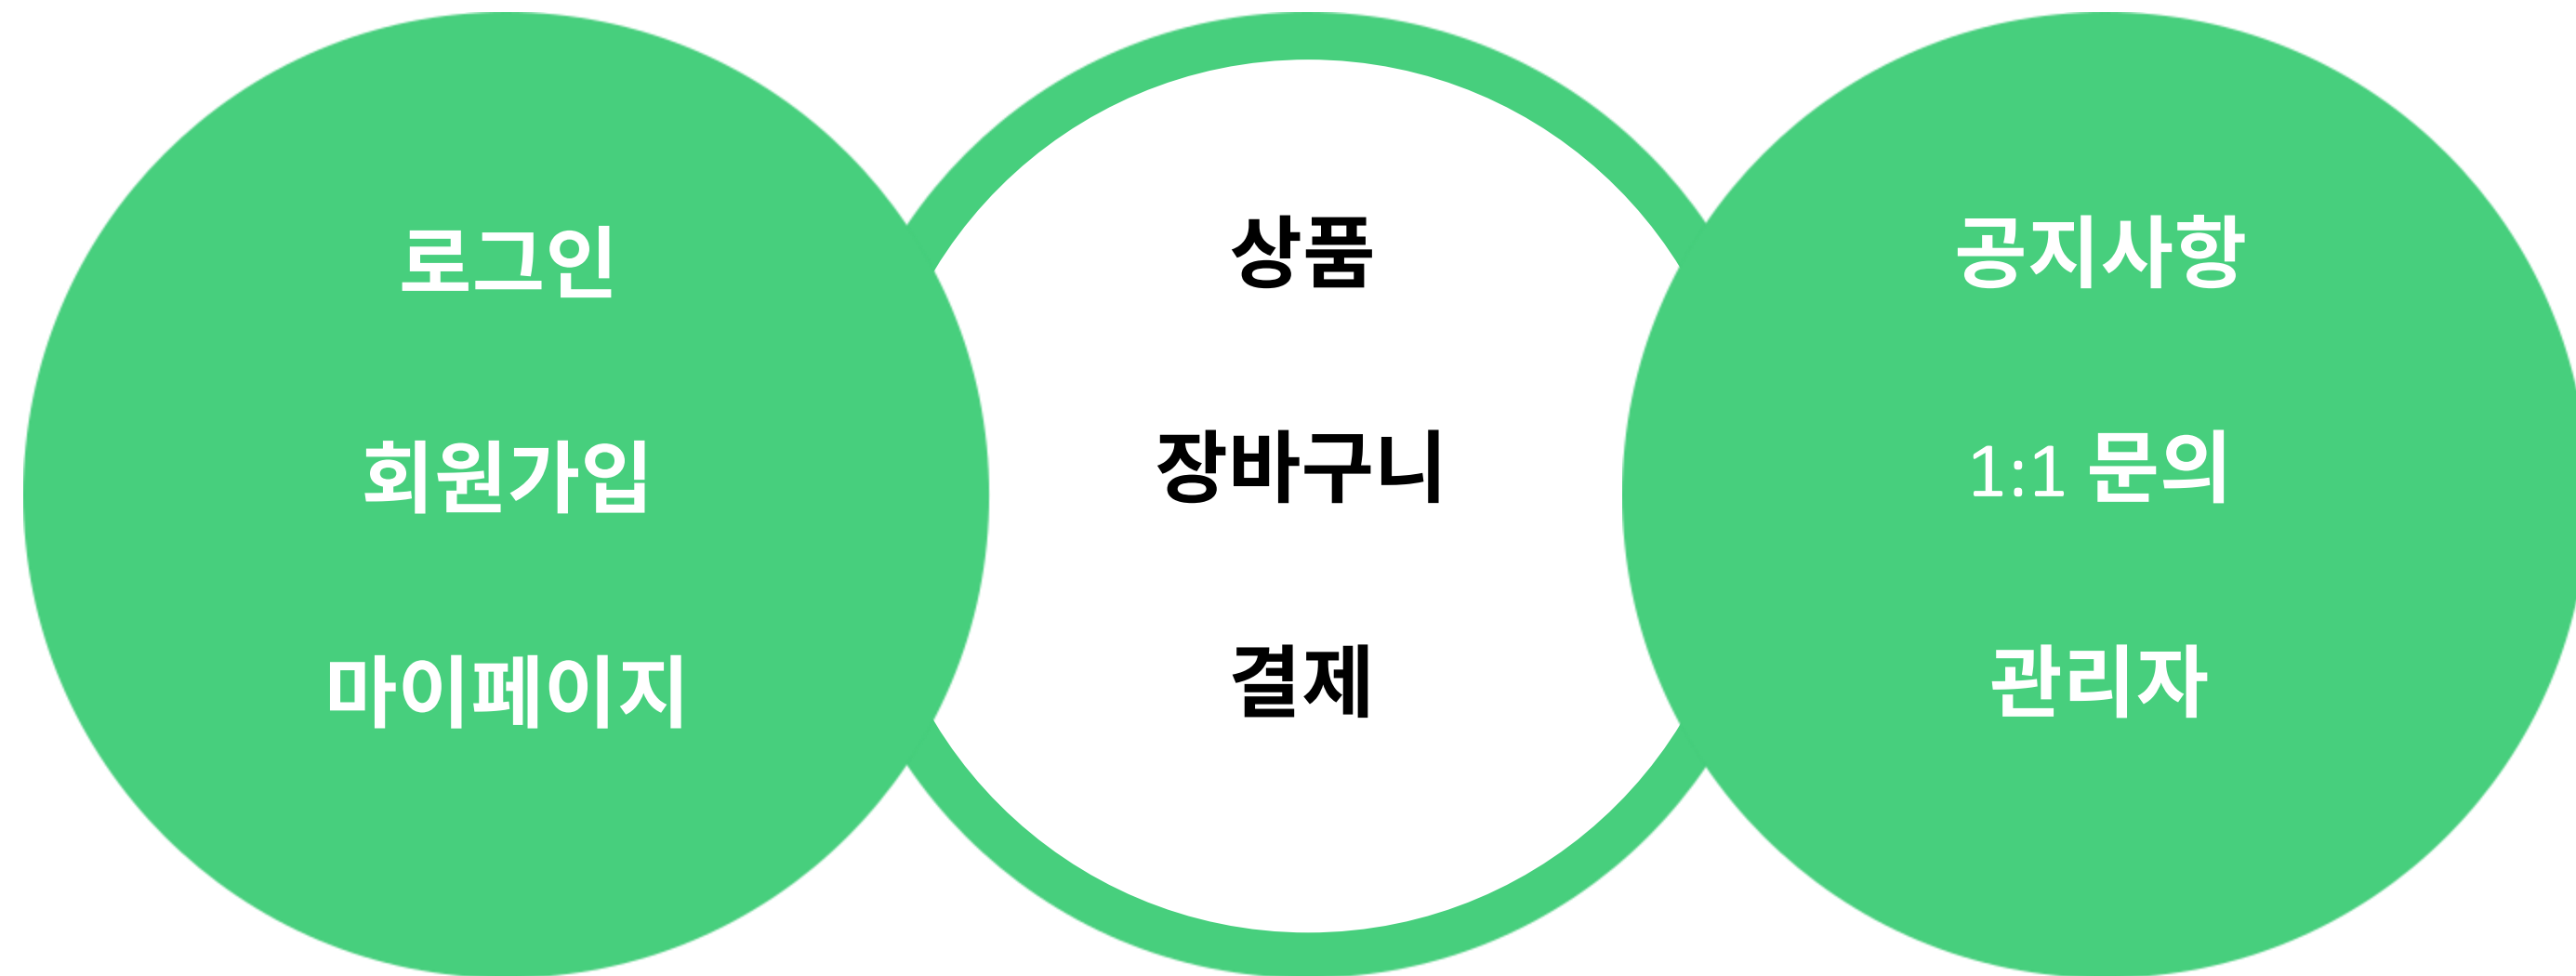 로그인
회원가입
마이페이지
상품
장바구니
결제
공지사항
1:1 문의
관리자